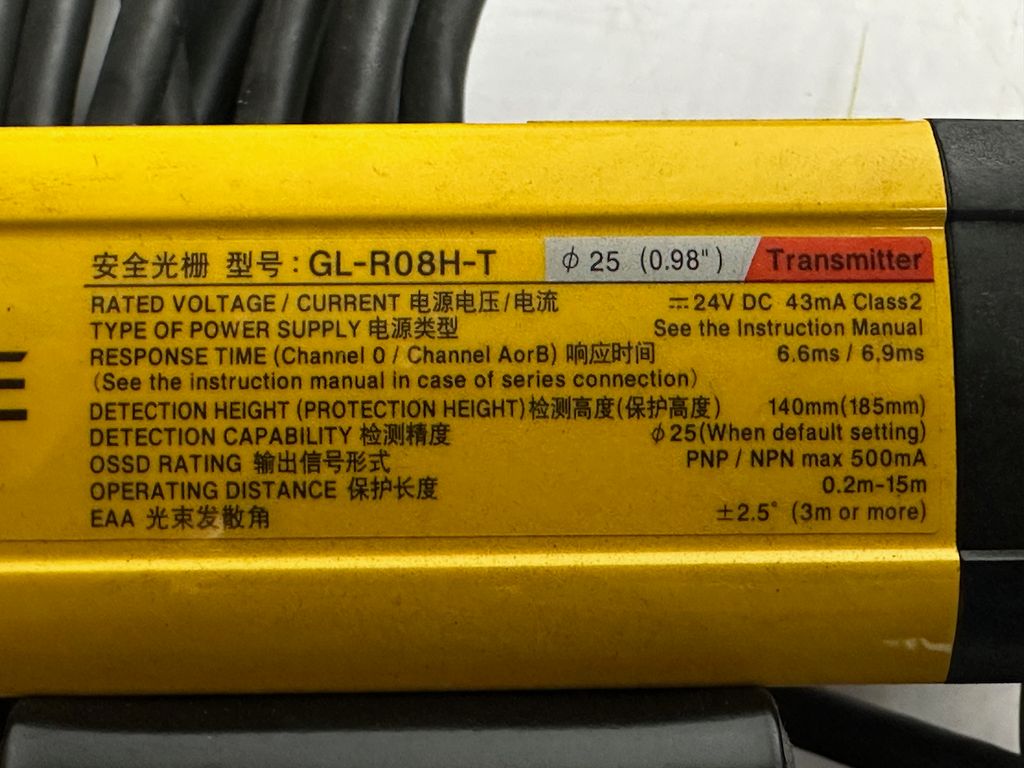 安全光栅 型号：GL-R08H-T ϕ25 (0.98") Transmitter
RATED VOLTAGE / CURRENT 电源电压/电流 ⎓24V DC 43mA Class2
TYPE OF POWER SUPPLY 电源类型 See the Instruction Manual
RESPONSE TIME (Channel 0 / Channel AorB) 响应时间 6.6ms / 6.9ms
(See the instruction manual in case of series connection)
DETECTION HEIGHT (PROTECTION HEIGHT)检测高度(保护高度) 140mm(185mm)
DETECTION CAPABILITY 检测精度 ϕ25(When default setting)
OSSD RATING 输出信号形式 PNP / NPN max 500mA
OPERATING DISTANCE 保护长度 0.2m-15m
EAA 光束发散角 ±2.5° (3m or more)